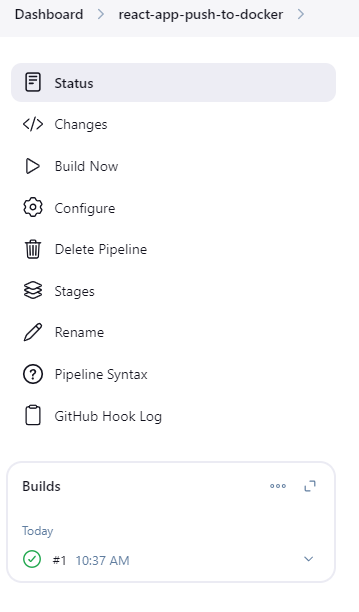 Dashboard > react-app-push-to-docker >
Status
Changes
Build Now
Configure
Delete Pipeline
Stages
Rename
Pipeline Syntax
GitHub Hook Log
Builds
Today
#1 10:37 AM